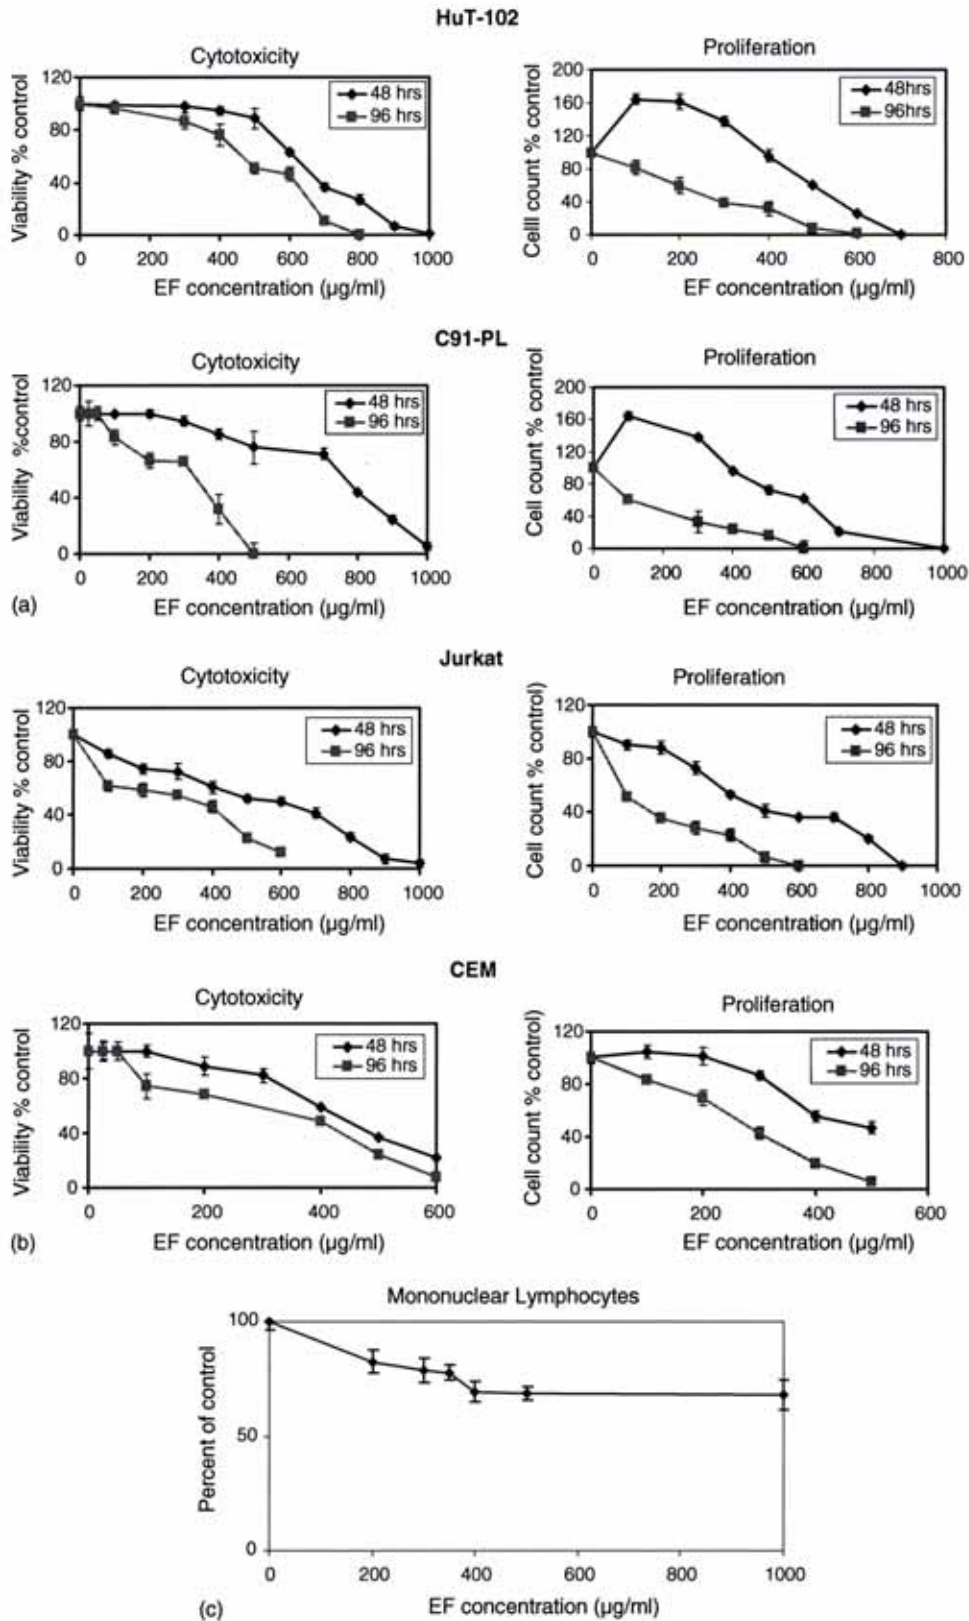 HuT-102
Cytotoxicity
Viability % control
120
80
40
0
48 hrs
96 hrs
0 200 400 600 800 1000
EF concentration (µg/ml)
Proliferation
Celll count % control
200
160
120
80
40
0
48hrs
96hrs
0 200 400 600 800
EF concentration (µg/ml)
C91-PL
Cytotoxicity
Viability %control
120
80
40
0
48 hrs
96 hrs
0 200 400 600 800 1000
EF concentration (µg/ml)
Proliferation
Cell count % control
200
160
120
80
40
0
48 hrs
96 hrs
0 200 400 600 800 1000
EF concentration (µg/ml)
(a)
Jurkat
Cytotoxicity
Viability % control
120
80
40
0
48 hrs
96 hrs
0 200 400 600 800 1000
EF concentration (µg/ml)
Proliferation
Cell count % control)
120
80
40
0
48 hrs
96 hrs
0 200 400 600 800 1000
EF concentration (µg/ml)
CEM
Cytotoxicity
Viability % control
120
80
40
0
48 hrs
96 hrs
0 200 400 600
EF concentration (µg/ml)
Proliferation
Cell count % control)
120
80
40
0
48 hrs
96 hrs
0 200 400 600
EF concentration (µg/ml)
(b)
Mononuclear Lymphocytes
Percent of control
100
50
0
0 200 400 600 800 1000
EF concentration (µg/ml)
(c)